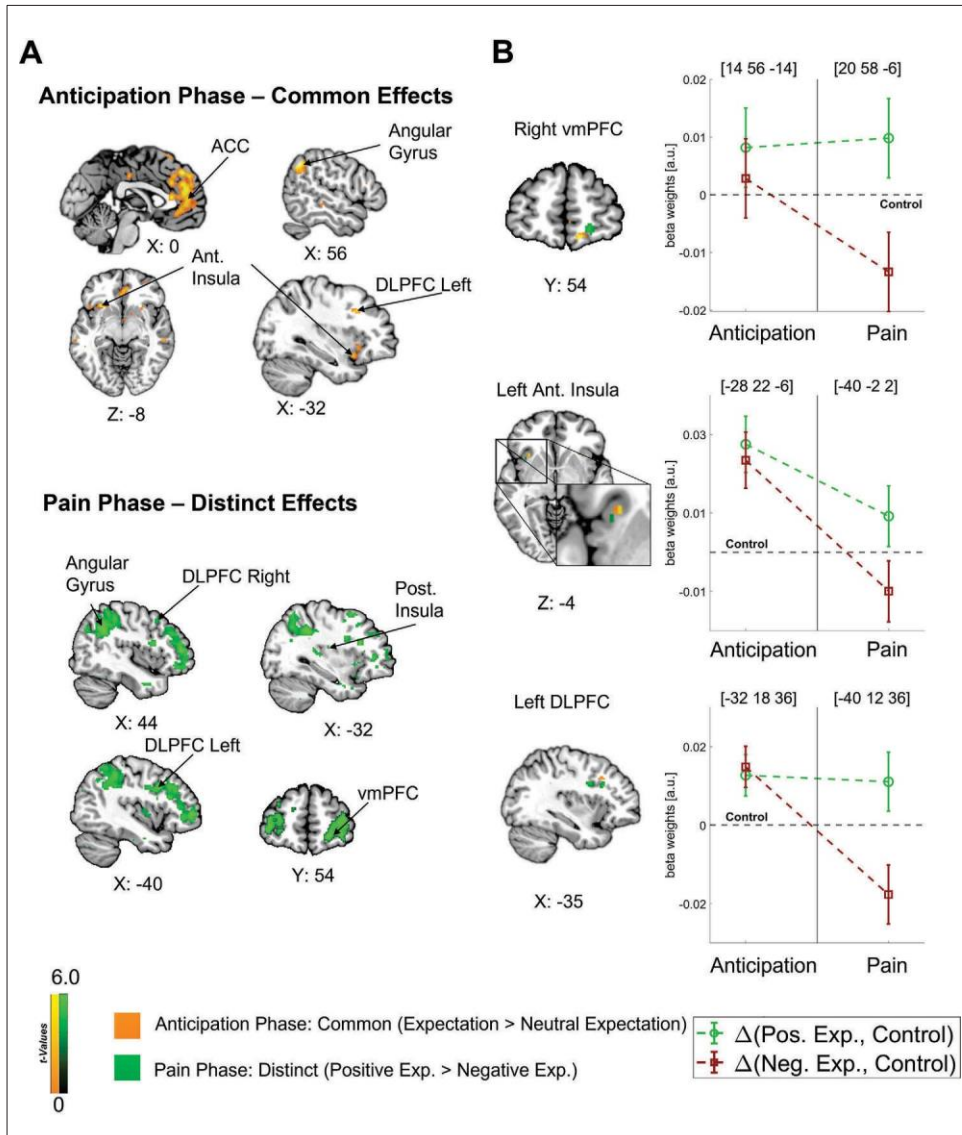 A
Anticipation Phase – Common Effects
ACC
Angular
Gyrus
X: 0
X: 56
Ant.
Insula
DLPFC Left
Z: -8
X: -32
Pain Phase – Distinct Effects
Angular
Gyrus
DLPFC Right
Post.
Insula
X: 44
X: -32
DLPFC Left
vmPFC
X: -40
Y: 54
B
Right vmPFC
Y: 54
[14 56 -14]
[20 58 -6]
0.02
0.01
0
-0.01
-0.02
beta weights [a.u.]
Control
Anticipation
Pain
Left Ant. Insula
Z: -4
[-28 22 -6]
[-40 -2 2]
0.03
0.01
-0.01
beta weights [a.u.]
Control
Left DLPFC
X: -35
[-32 18 36]
[-40 12 36]
0.02
0
-0.02
beta weights [a.u.]
Control
Anticipation
Pain
6.0
t-Values
0
Anticipation Phase: Common (Expectation > Neutral Expectation)
Pain Phase: Distinct (Positive Exp. > Negative Exp.)
Δ(Pos. Exp., Control)
Δ(Neg. Exp., Control)